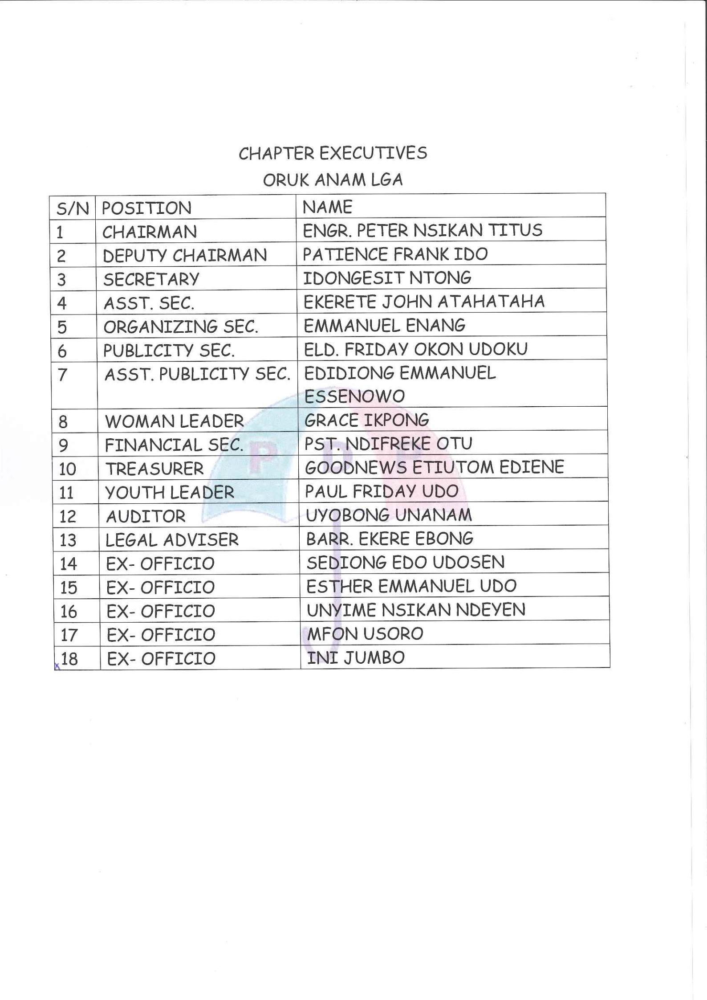 CHAPTER EXECUTIVES
ORUK ANAM LGA
S/N POSITION NAME
1 CHAIRMAN ENGR. PETER NSIKAN TITUS
2 DEPUTY CHAIRMAN PATIENCE FRANK IDO
3 SECRETARY IDONGESIT NTONG
4 ASST. SEC. EKERETE JOHN ATAHATAHA
5 ORGANIZING SEC. EMMANUEL ENANG
6 PUBLICITY SEC. ELD. FRIDAY OKON UDOKU
7 ASST. PUBLICITY SEC. EDIDIONG EMMANUEL
ESSENOWO
8 WOMAN LEADER GRACE IKPONG
9 FINANCIAL SEC. PST. NDIFREKE OTU
10 TREASURER GOODNEWS ETIUTOM EDIENE
11 YOUTH LEADER PAUL FRIDAY UDO
12 AUDITOR UYOBONG UNANAM
13 LEGAL ADVISER BARR. EKERE EBONG
14 EX- OFFICIO SEDIONG EDO UDOSEN
15 EX- OFFICIO ESTHER EMMANUEL UDO
16 EX- OFFICIO UNYIME NSIKAN NDEYEN
17 EX- OFFICIO MFON USORO
18 EX- OFFICIO INI JUMBO
P D P